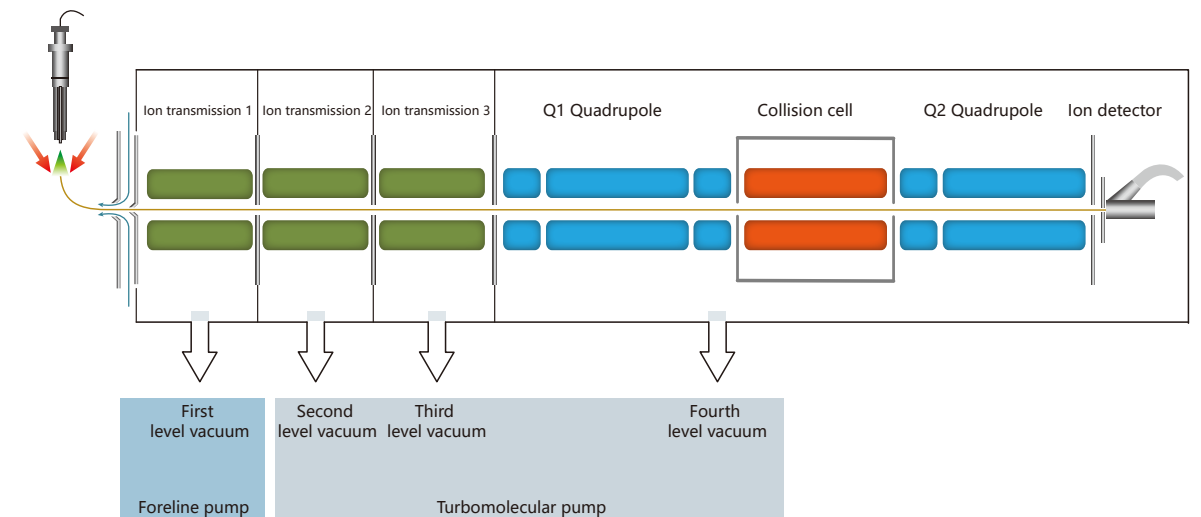 Ion transmission 1
Ion transmission 2
Ion transmission 3
Q1 Quadrupole
Collision cell
Q2 Quadrupole
Ion detector
First
level vacuum
Second
level vacuum
Third
level vacuum
Fourth
level vacuum
Foreline pump
Turbomolecular pump